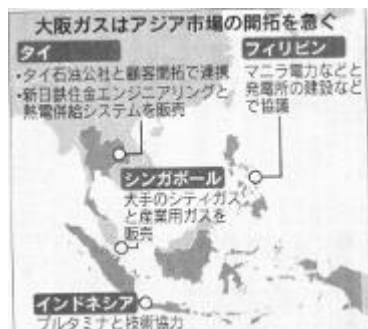 大阪ガスはアジア市場の開拓を急ぐ
タイ
・タイ石油公社と顧客開拓で連携
・新日鉄住金エンジニアリングと
熱電併給システムを販売
フィリピン
マニラ電力などと
発電所の建設など
で協議
シンガポール
大手のシティガス
と産業用ガスを
販売
インドネシア
プルタミナと技術協力